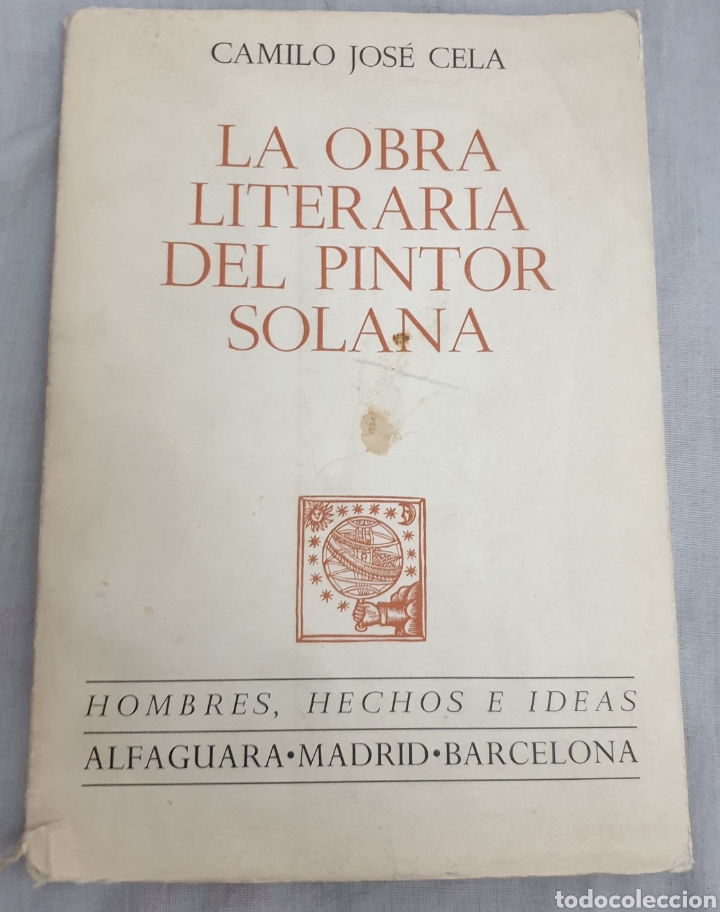 CAMILO JOSÉ CELA
LA OBRA
LITERARIA
DEL PINTOR
SOLANA
HOMBRES, HECHOS E IDEAS
ALFAGUARA•MADRID•BARCELONA
todocoleccion